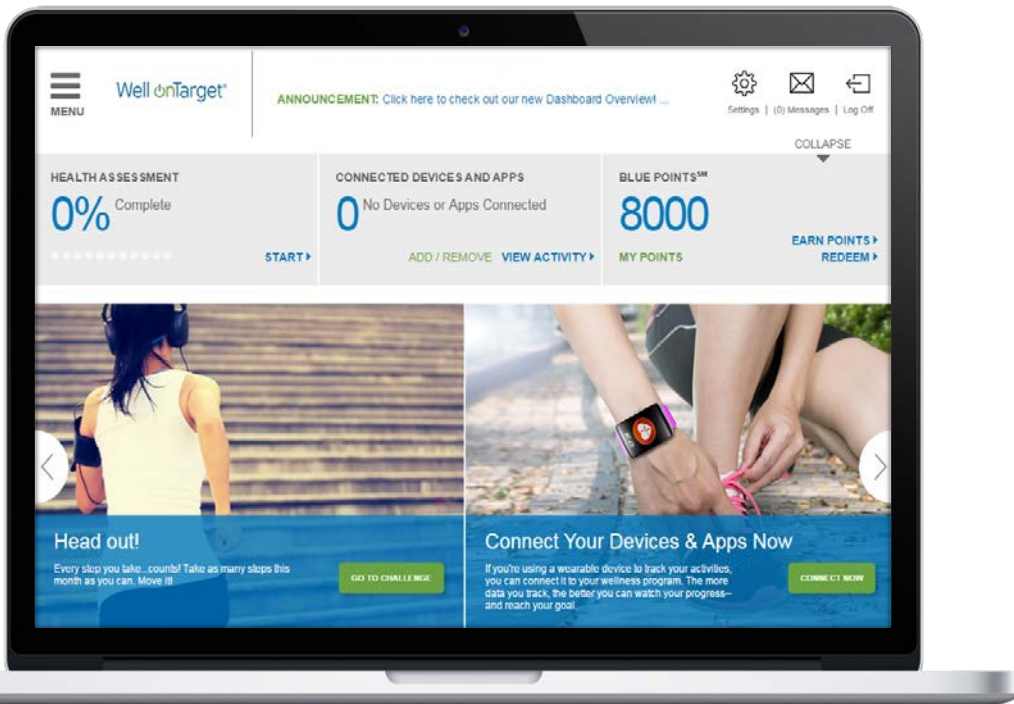 MENU
Well onTarget®
ANNOUNCEMENT: Click here to check out our new Dashboard Overview! ...
Settings | (0) Messages | Log Off
COLLAPSE
HEALTH ASSESSMENT
0% Complete
START
CONNECTED DEVICES AND APPS
0 No Devices or Apps Connected
ADD / REMOVE VIEW ACTIVITY
BLUE POINTS℠
8000
EARN POINTS
MY POINTS REDEEM
Head out!
Every step you take...counts! Take as many steps this
month as you can. Move it!
GO TO CHALLENGE
Connect Your Devices & Apps Now
If you're using a wearable device to track your activities,
you can connect it to your wellness program. The more
data you track, the better you can watch your progress–
and reach your goal.
CONNECT NOW